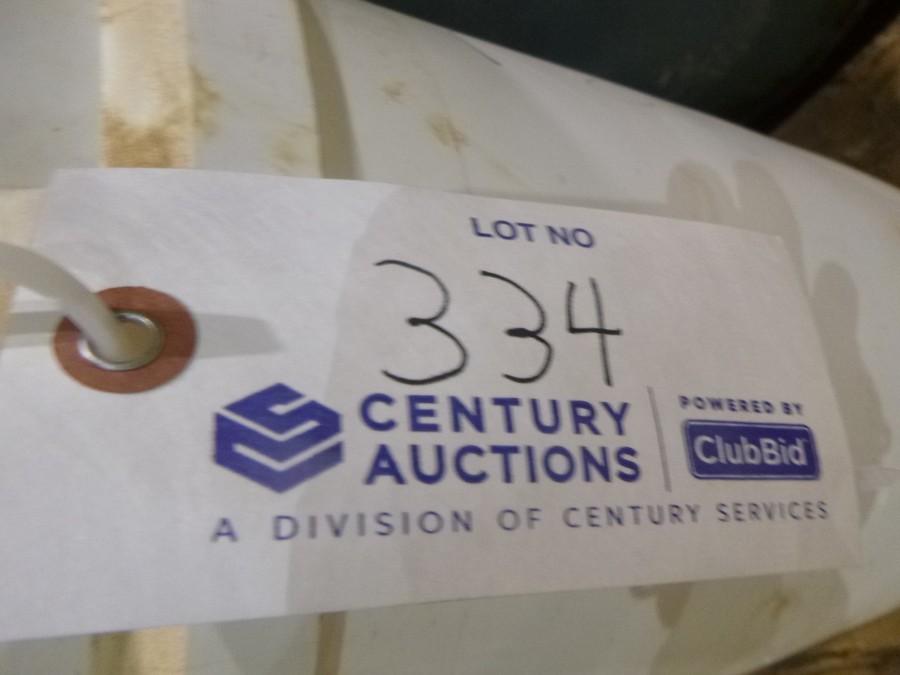 LOT NO
334
CENTURY
AUCTIONS
POWERED BY
ClubBid
A DIVISION OF CENTURY SERVICES